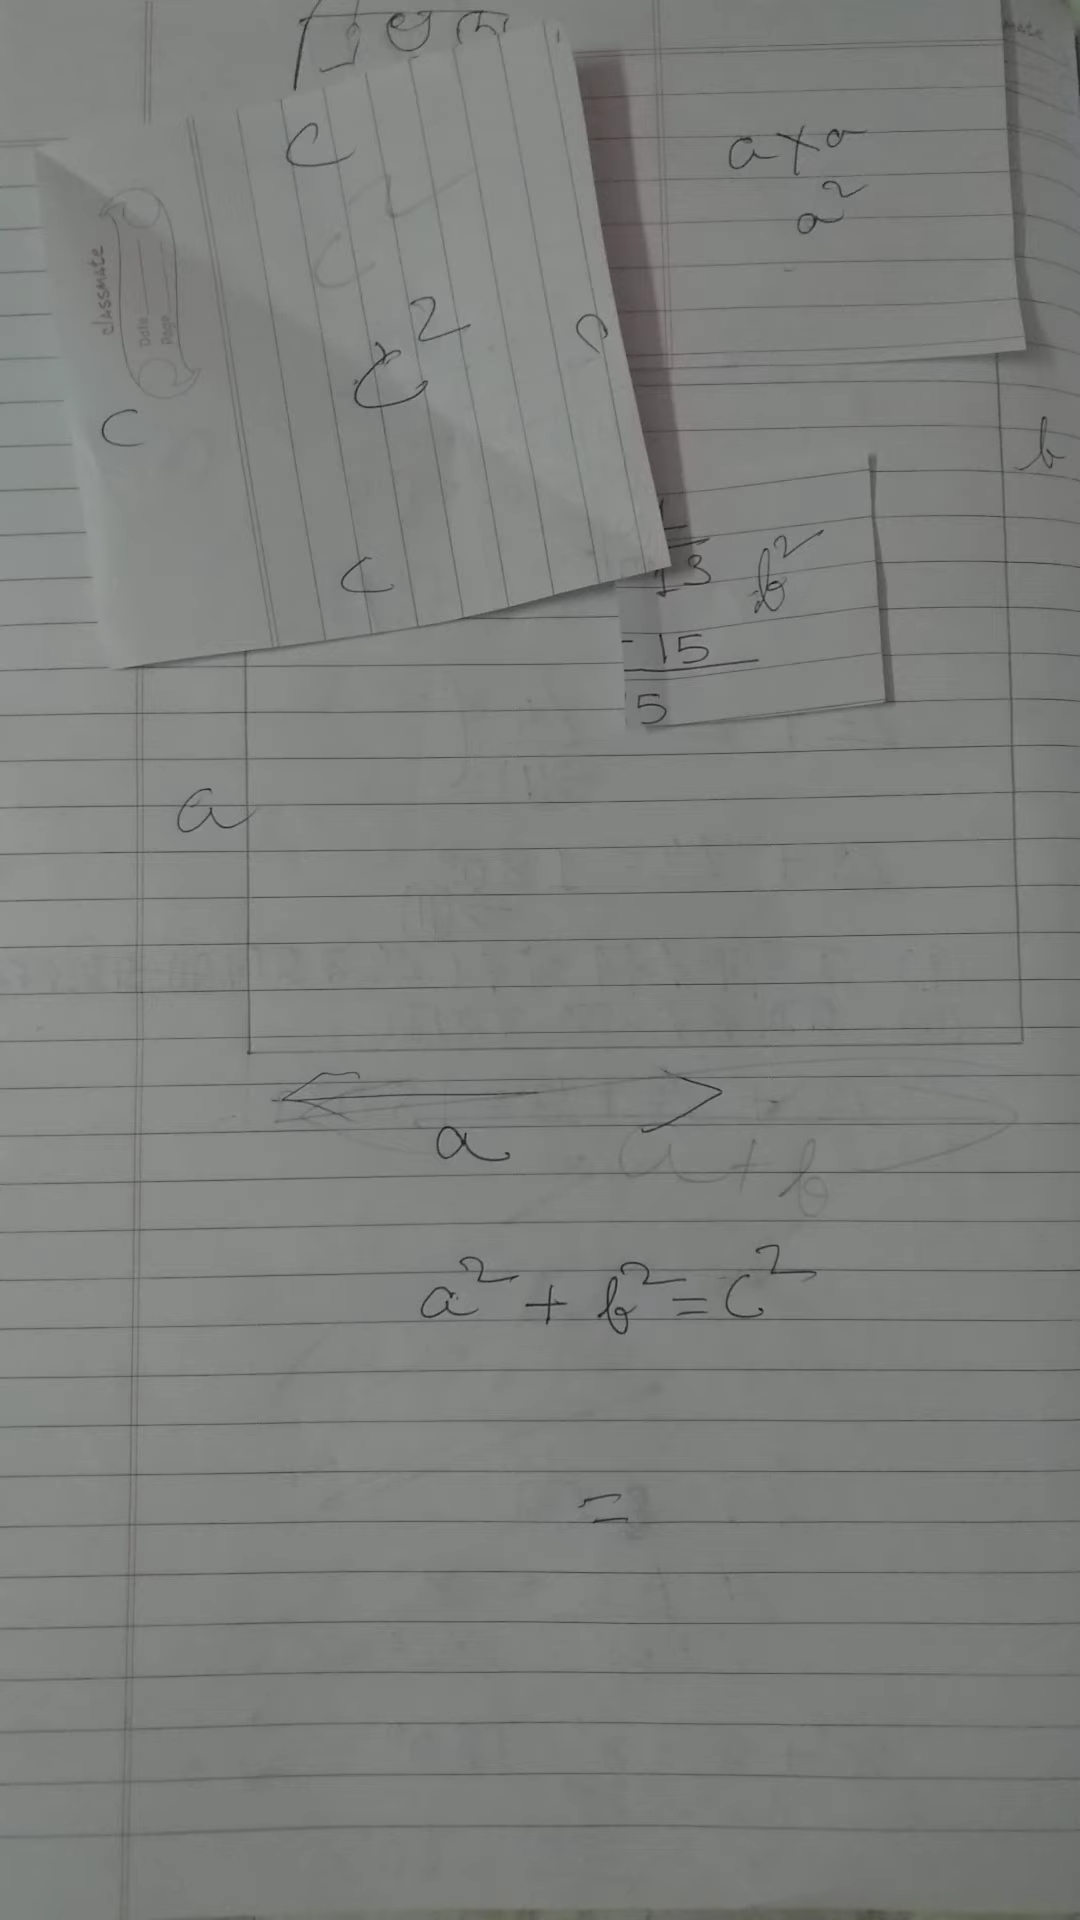 C
a×a
a²
C²
C
C
b
C
13
b²
-15
5
a
a
a+b
a²+b²=c²
=
classmate
Date
Page